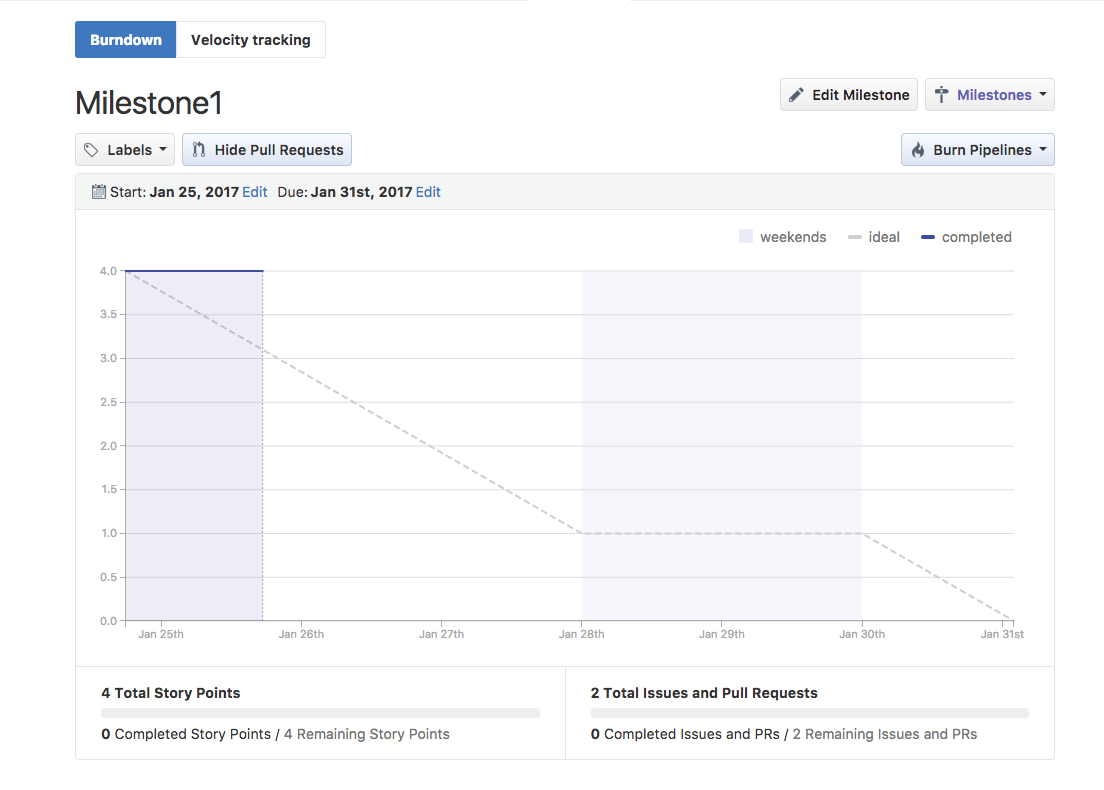 Burndown Velocity tracking
Milestone1 Edit Milestone Milestones
Labels Hide Pull Requests Burn Pipelines
Start: Jan 25, 2017 Edit Due: Jan 31st, 2017 Edit
weekends ideal completed
4.0
3.5
3.0
2.5
2.0
1.5
1.0
0.5
0.0
Jan 25th Jan 26th Jan 27th Jan 28th Jan 29th Jan 30th Jan 31st
4 Total Story Points 2 Total Issues and Pull Requests
0 Completed Story Points / 4 Remaining Story Points 0 Completed Issues and PRs / 2 Remaining Issues and PRs